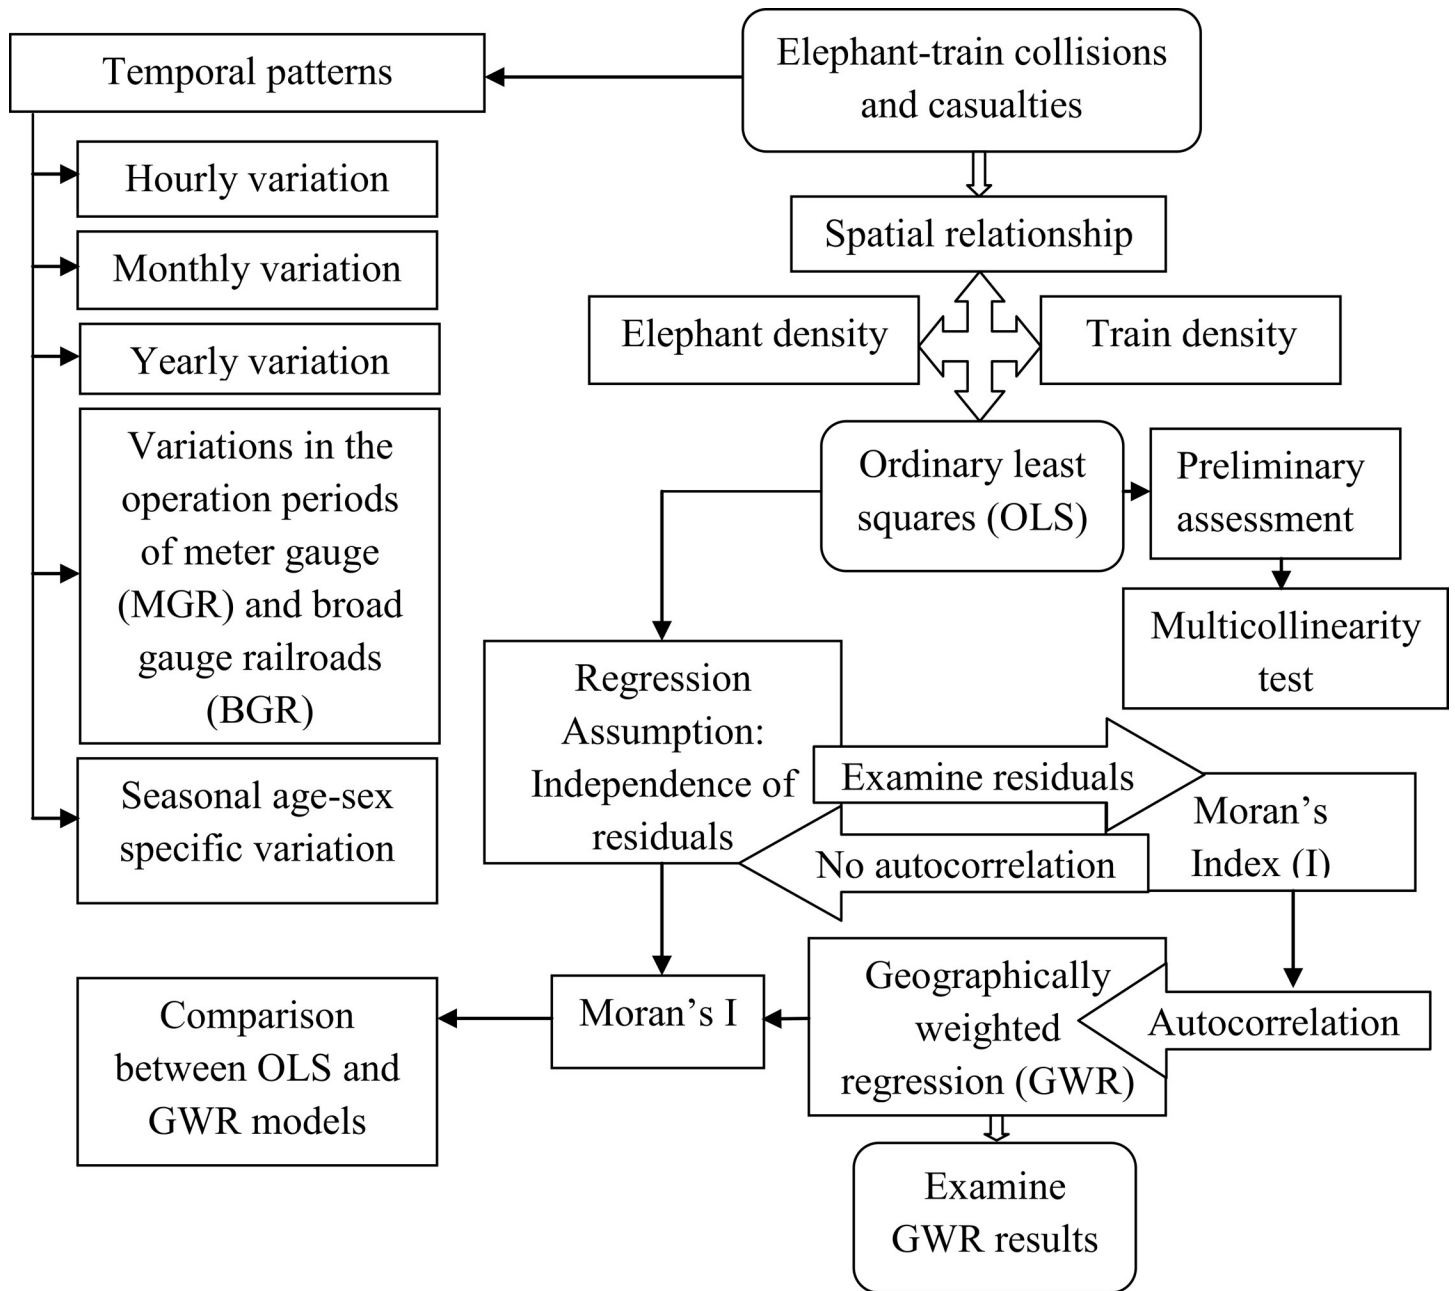 Temporal patterns
Elephant-train collisions
and casualties
Hourly variation
Monthly variation
Yearly variation
Variations in the
operation periods
of meter gauge
(MGR) and broad
gauge railroads
(BGR)
Seasonal age-sex
specific variation
Spatial relationship
Elephant density
Train density
Ordinary least
squares (OLS)
Preliminary
assessment
Multicollinearity
test
Regression
Assumption:
Independence of
residuals
Examine residuals
No autocorrelation
Moran’s
Index (I)
Autocorrelation
Geographically
weighted
regression (GWR)
Moran’s I
Comparison
between OLS and
GWR models
Examine
GWR results